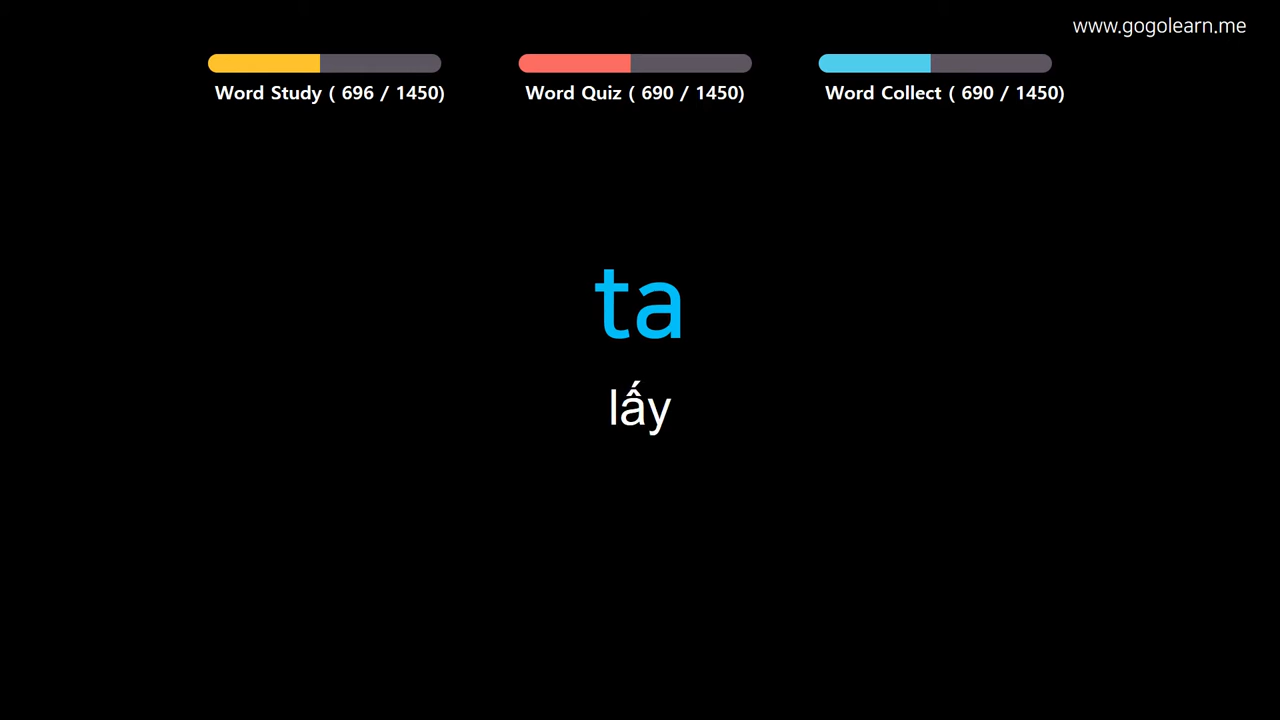 www.gogolearn.me
Word Study ( 696 / 1450)
Word Quiz ( 690 / 1450)
Word Collect ( 690 / 1450)
ta
lấy